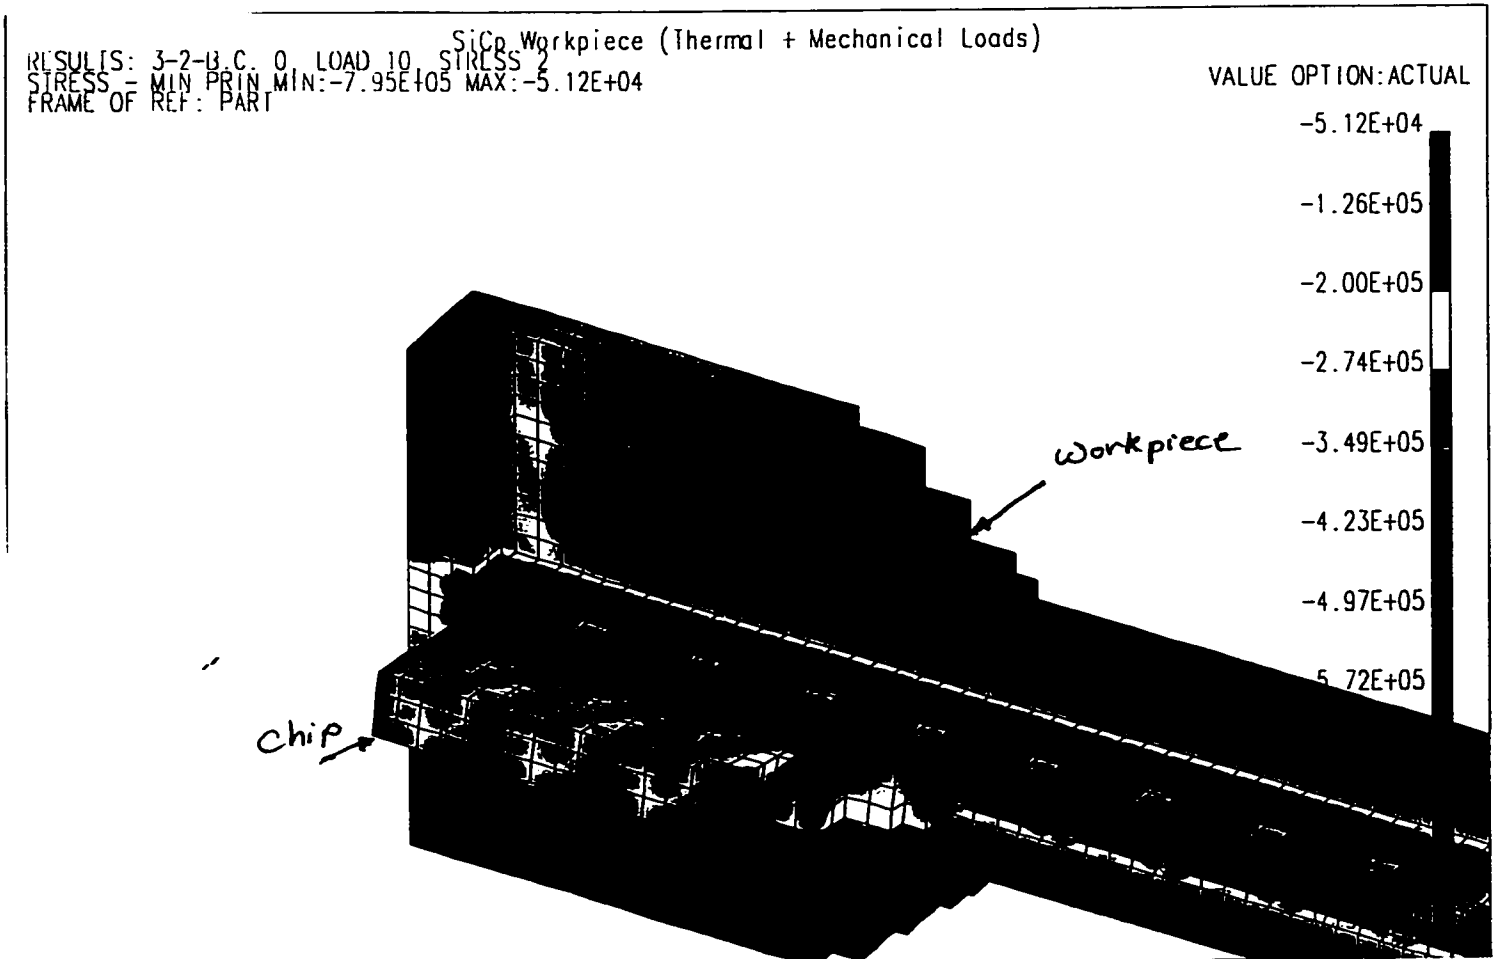 SiCp Workpiece (Thermal + Mechanical Loads)
RESULTS: 3-2-B.C. 0, LOAD 10, STRESS 2
STRESS - MIN PRIN MIN:-7.95E+05 MAX:-5.12E+04
FRAME OF REF: PART
VALUE OPTION:ACTUAL
-5.12E+04
-1.26E+05
-2.00E+05
-2.74E+05
-3.49E+05
-4.23E+05
-4.97E+05
5.72E+05
workpiece
chip